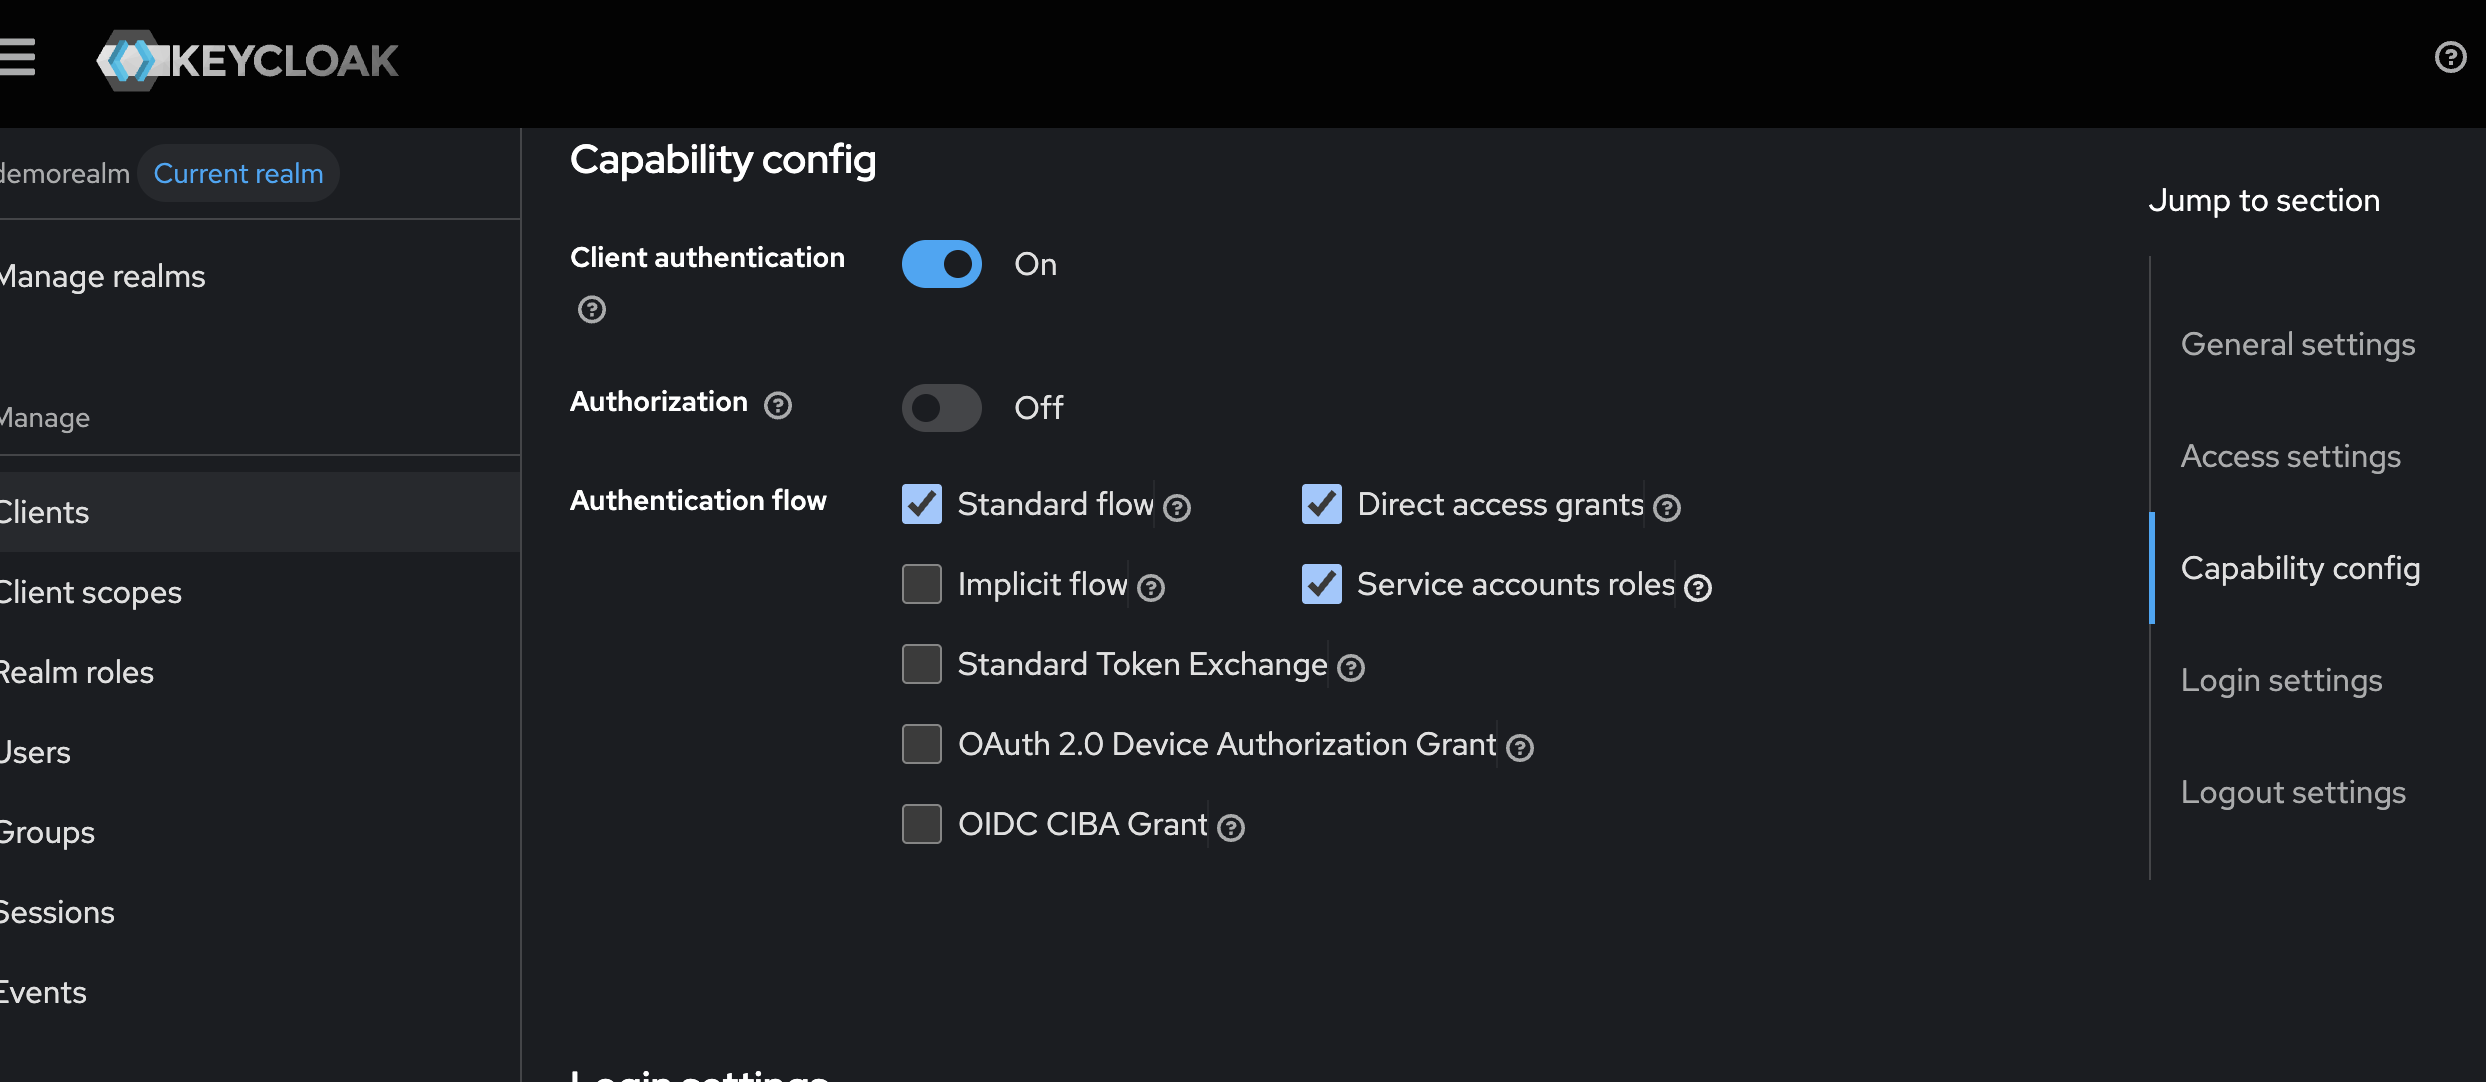 KEYCLOAK
demorealm Current realm
Manage realms
Manage
Clients
Client scopes
Realm roles
Users
Groups
Sessions
Events
Capability config
Client authentication
On
Authorization
Off
Authentication flow
Standard flow
Direct access grants
Implicit flow
Service accounts roles
Standard Token Exchange
OAuth 2.0 Device Authorization Grant
OIDC CIBA Grant
Login settings
Jump to section
General settings
Access settings
Capability config
Login settings
Logout settings